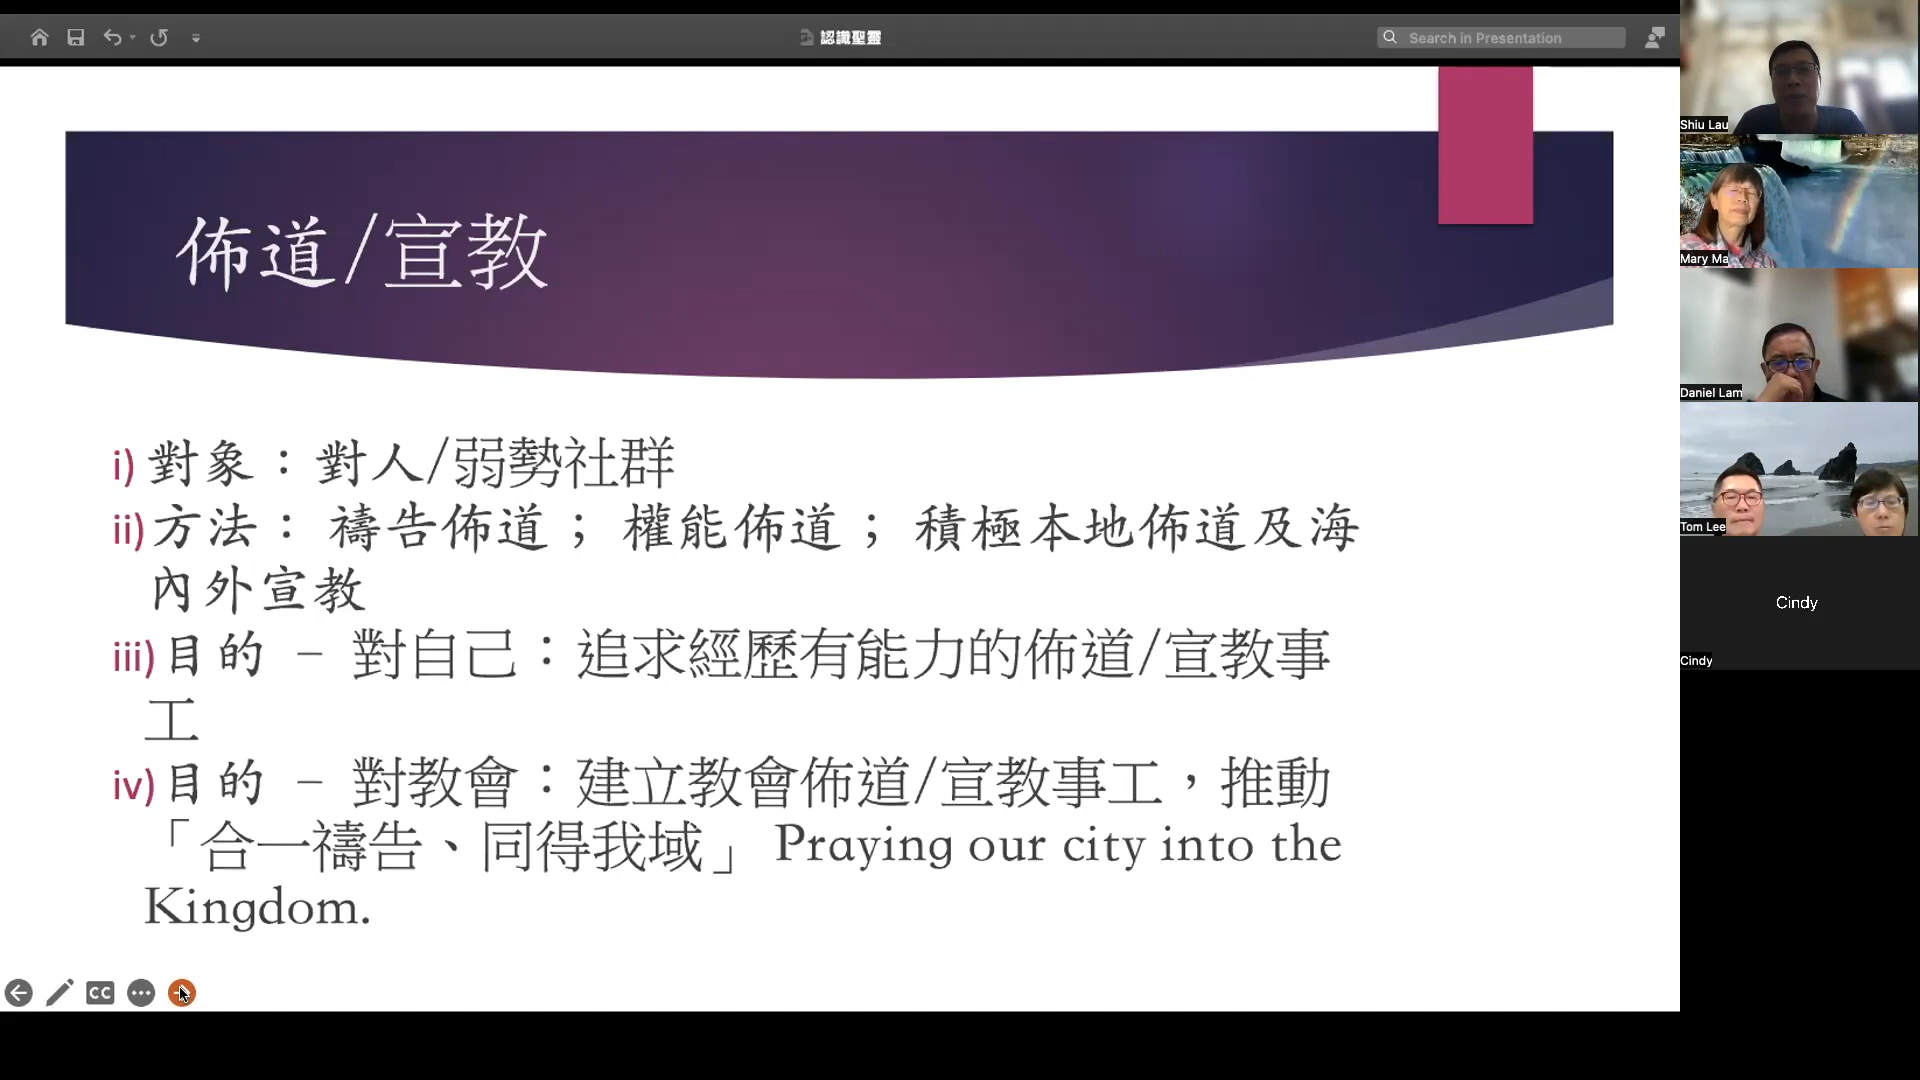 認識聖靈
Search in Presentation
佈道/宣教
i) 對象：對人/弱勢社群
ii) 方法： 禱告佈道； 權能佈道； 積極本地佈道及海
內外宣教
iii) 目的 – 對自己：追求經歷有能力的佈道/宣教事
工
iv) 目的 – 對教會：建立教會佈道/宣教事工，推動
「合一禱告、同得我域」 Praying our city into the
Kingdom.
CC
Shiu Lau
Mary Ma
Daniel Lam
Tom Lee
Cindy
Cindy